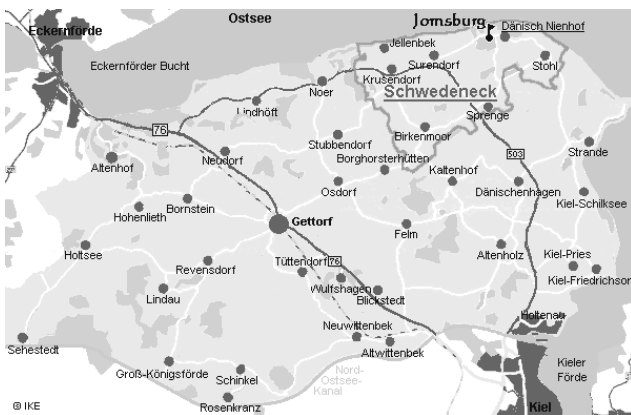 Ostsee
Jomsburg
Dänisch Nienhof
Eckernförde
Jellenbek
Surendorf
Stohl
Eckernförder Bucht
Krusendorf
Noer
Schwedeneck
Lindhöft
Sprenge
76
Stubbendorf
Birkenmoor
503
Strande
Neudorf
Borghorsterhütten
Altenhof
Kaltenhof
Osdorf
Dänischenhagen
Kiel-Schilksee
Hohenlieth
Bornstein
Gettorf
Felm
Holtsee
Altenholz
Kiel-Pries
Revensdorf
Tüttendorf
76
Kiel-Friedrichsor
Wulfshagen
Lindau
Blickstedt
Holtenau
Neuwittenbek
Sehestedt
Altwittenbek
Groß-Königsförde
Schinkel
Nord-
Ostsee-
Kanal
Kieler
Förde
Rosenkranz
Kiel
© IKE